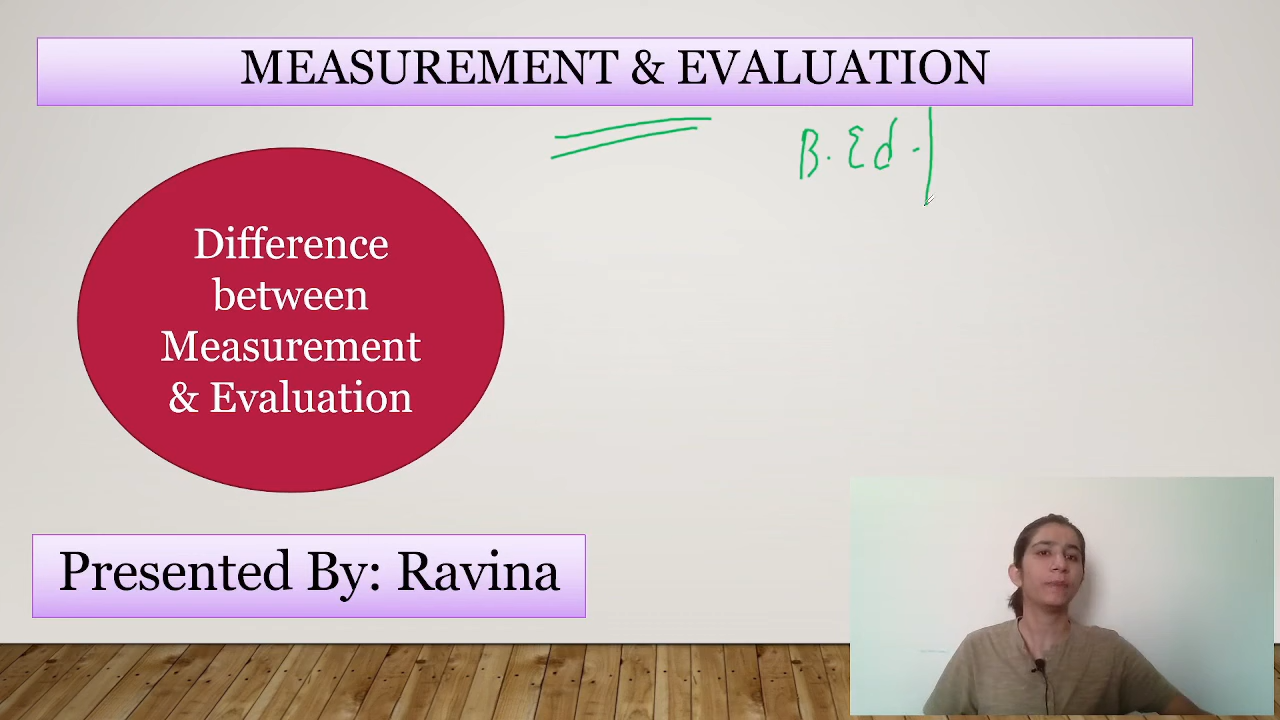 MEASUREMENT & EVALUATION
B.Ed.
Difference
between
Measurement
& Evaluation
Presented By: Ravina